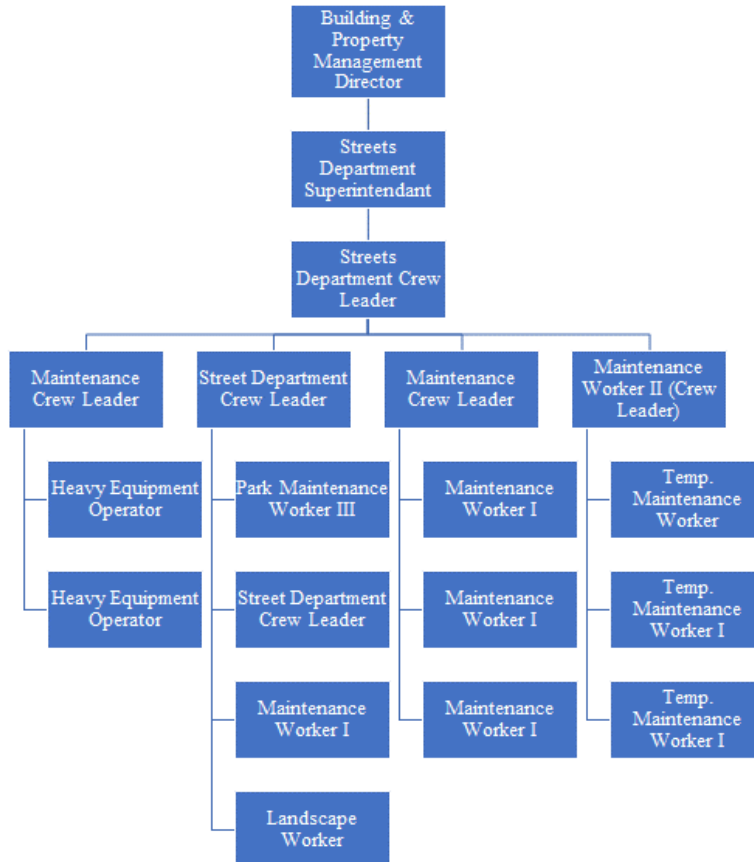 Building &
Property
Management
Director
Streets
Department
Superintendant
Streets
Department Crew
Leader
Maintenance
Crew Leader
Street Department
Crew Leader
Maintenance
Crew Leader
Maintenance
Worker II (Crew
Leader)
Heavy Equipment
Operator
Heavy Equipment
Operator
Park Maintenance
Worker III
Street Department
Crew Leader
Maintenance
Worker I
Landscape
Worker
Maintenance
Worker I
Maintenance
Worker I
Maintenance
Worker I
Temp.
Maintenance
Worker
Temp.
Maintenance
Worker I
Temp.
Maintenance
Worker I